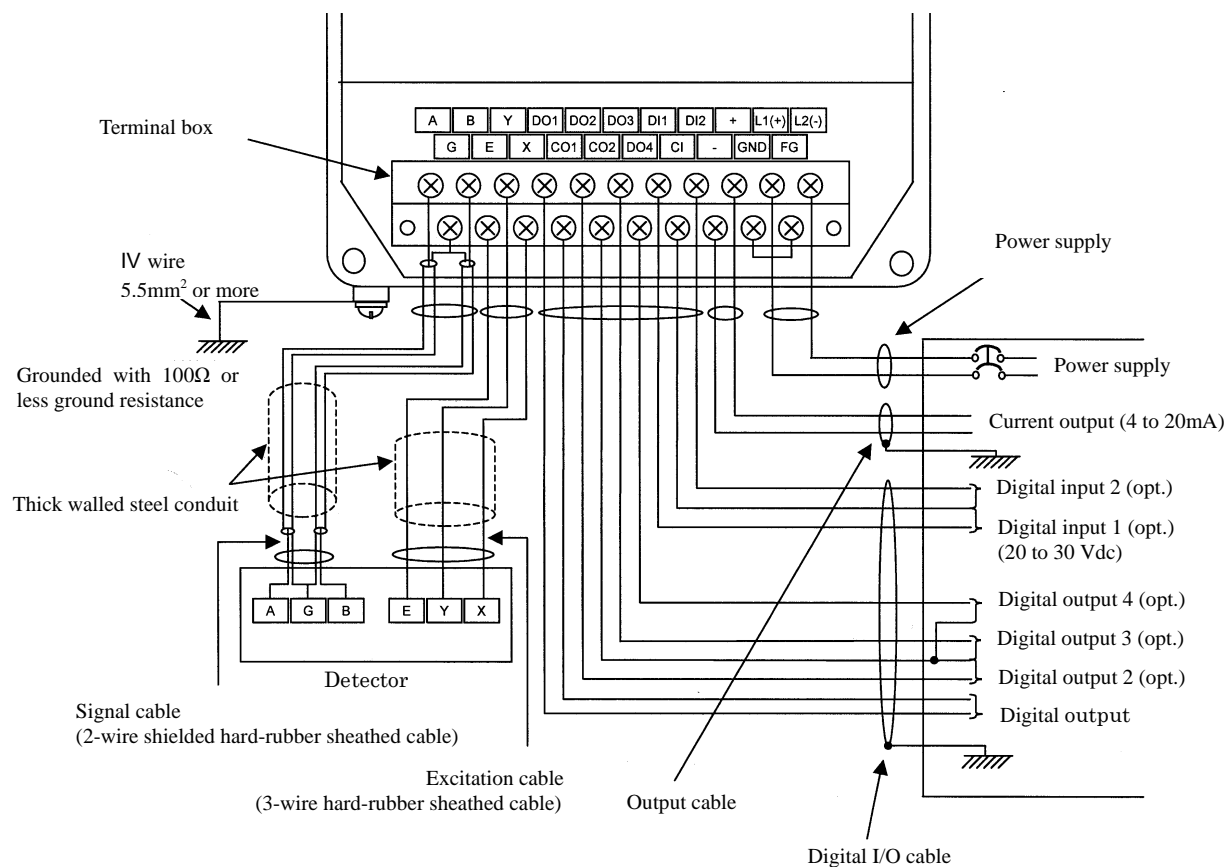 A B Y DO1 DO2 DO3 DI1 DI2 + L1(+) L2(-)
G E X CO1 CO2 DO4 CI - GND FG
Terminal box
IV wire
5.5mm² or more
Grounded with 100Ω or
less ground resistance
Thick walled steel conduit
Power supply
Power supply
Current output (4 to 20mA)
Digital input 2 (opt.)
Digital input 1 (opt.)
(20 to 30 Vdc)
Digital output 4 (opt.)
Digital output 3 (opt.)
Digital output 2 (opt.)
Digital output
A G B E Y X
Detector
Signal cable
(2-wire shielded hard-rubber sheathed cable)
Excitation cable
(3-wire hard-rubber sheathed cable)
Output cable
Digital I/O cable